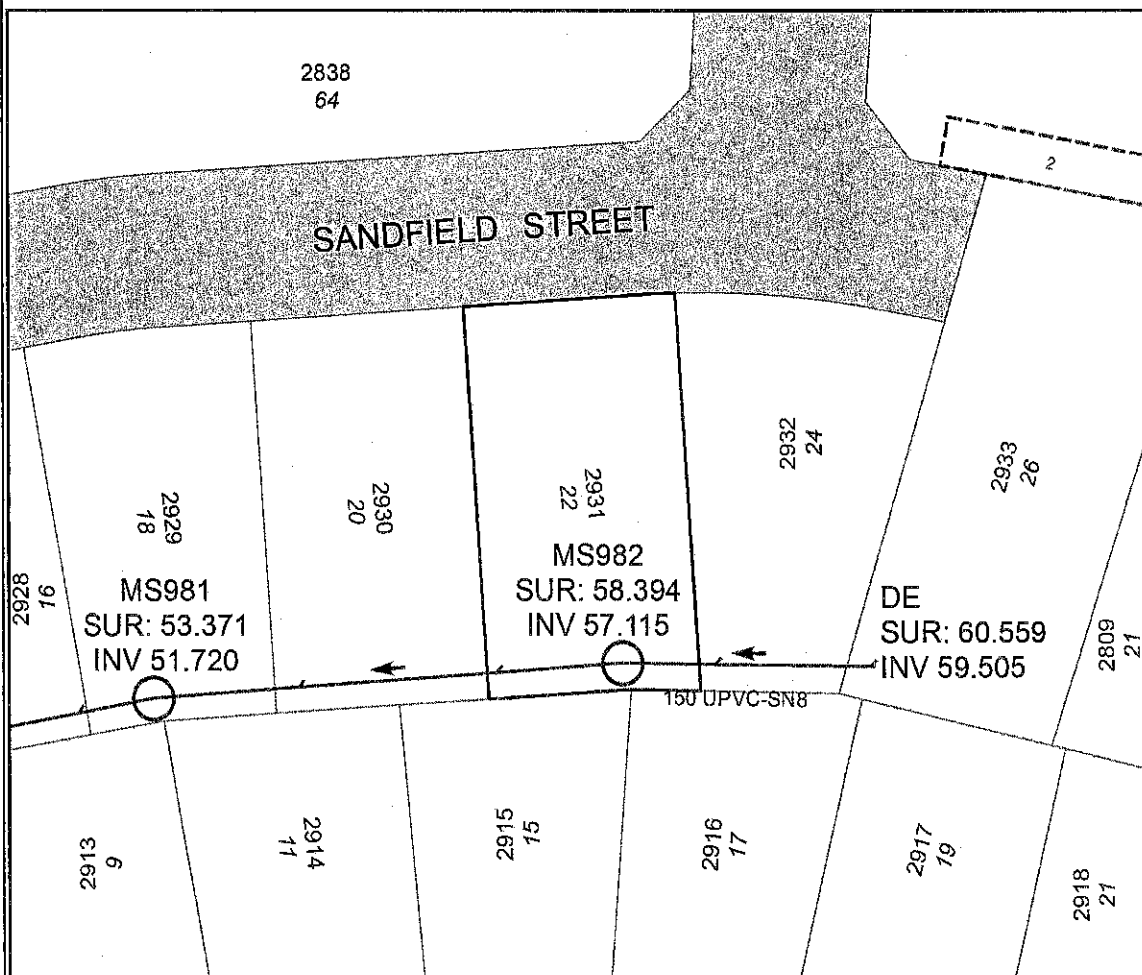 2838
64
2
SANDFIELD STREET
2932
24
2933
26
2931
22
2930
20
2929
18
2928
16
MS982
SUR: 58.394
INV 57.115
MS981
SUR: 53.371
INV 51.720
DE
SUR: 60.559
INV 59.505
2809
21
150 UPVC-SN8
2913
9
2914
11
2915
15
2916
17
2917
19
2918
21